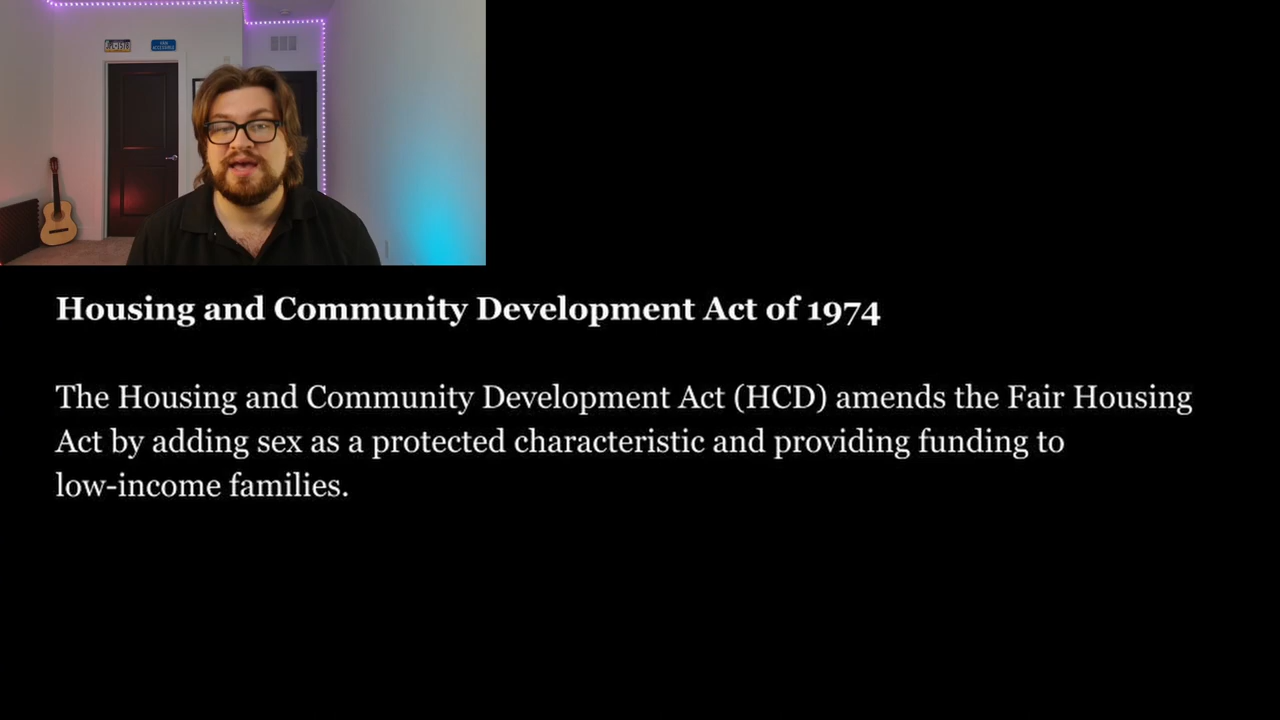 Housing and Community Development Act of 1974
The Housing and Community Development Act (HCD) amends the Fair Housing
Act by adding sex as a protected characteristic and providing funding to
low-income families.